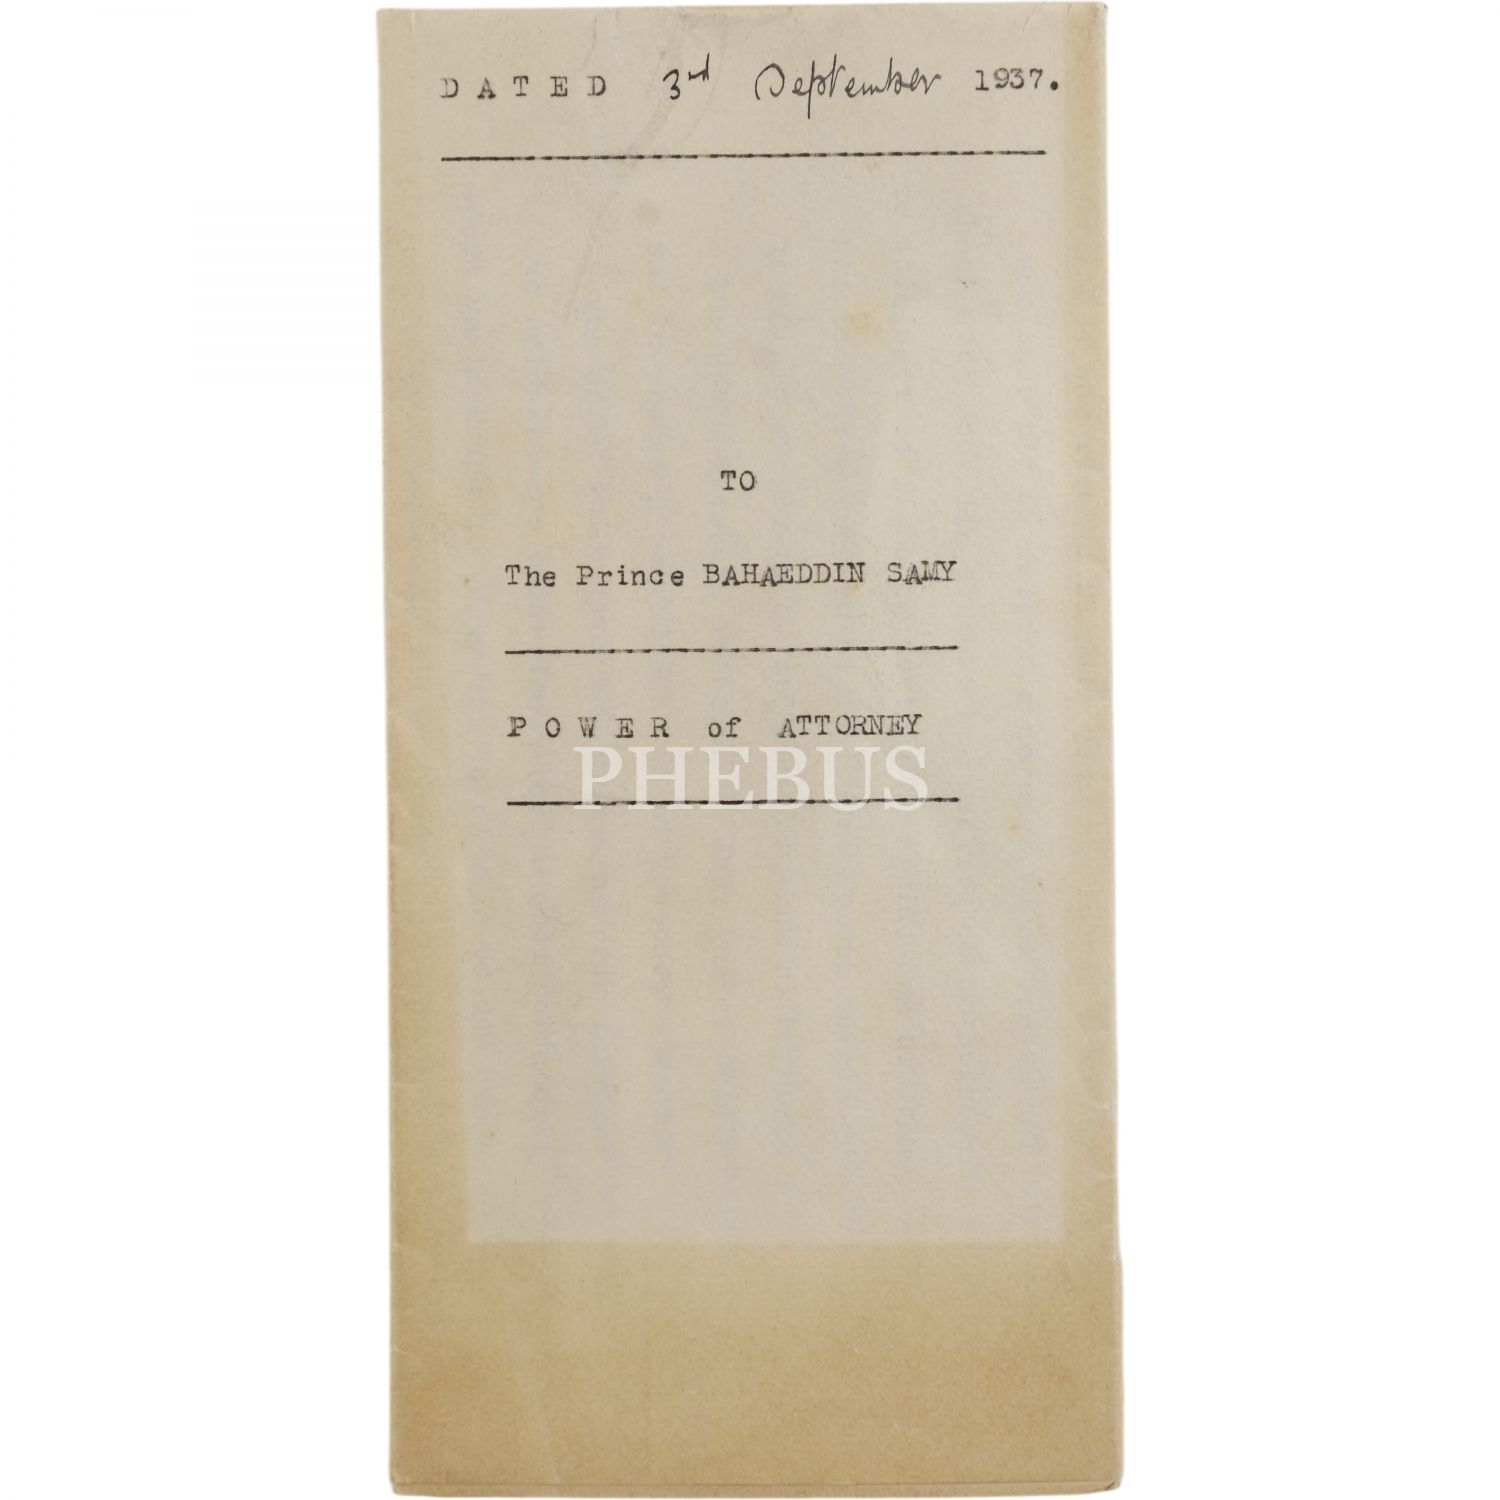 DATED 3rd September 1937.
TO
The Prince BAHAEDDIN SAMY
POWER of ATTORNEY
PHEBUS